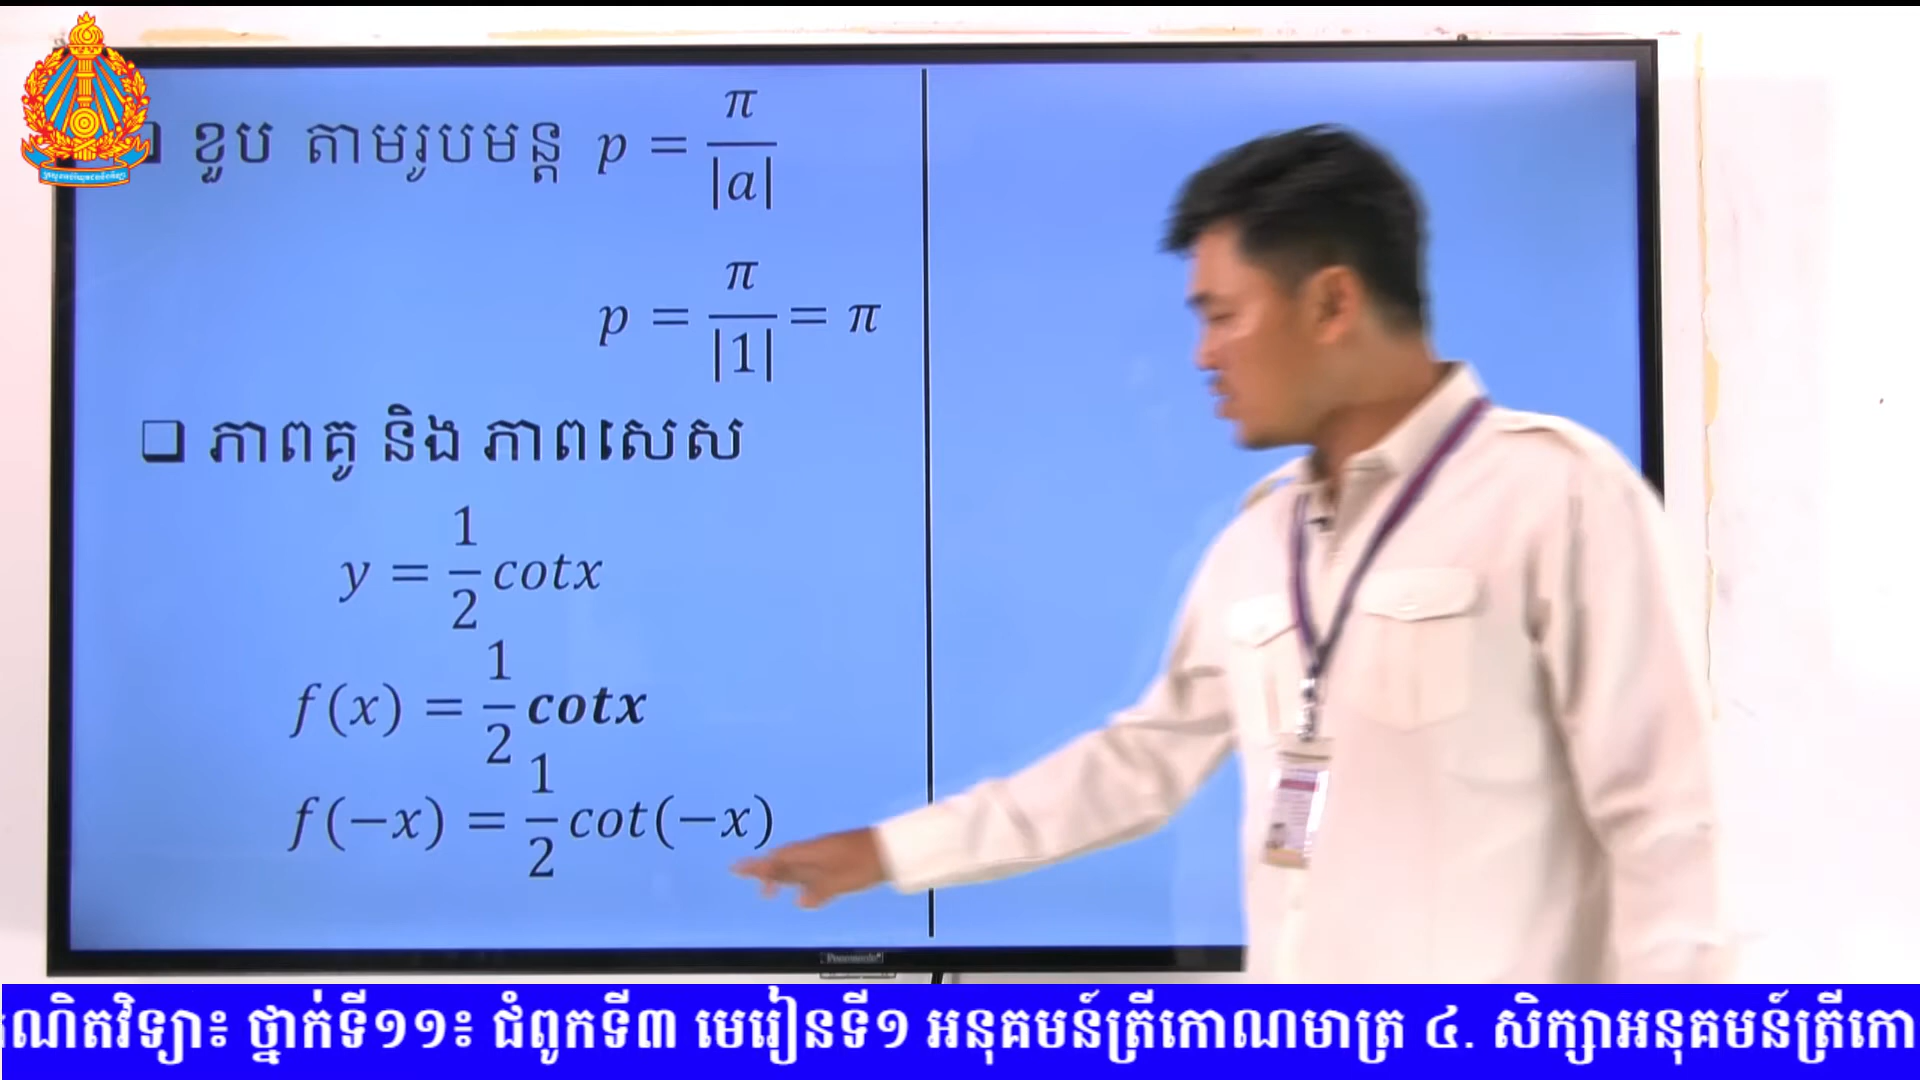 ខួប តាមរូបមន្ត p = π/|a|
p = π/|1| = π
❑ ភាពគូ និង ភាពសេស
y = 1/2 cotx
f(x) = 1/2 cotx
f(−x) = 1/2 cot(−x)
ណិតវិទ្យា៖ ថ្នាក់ទី១១៖ ជំពូកទី៣ មេរៀនទី១ អនុគមន៍ត្រីកោណមាត្រ ៤. សិក្សាអនុគមន៍ត្រីកោ